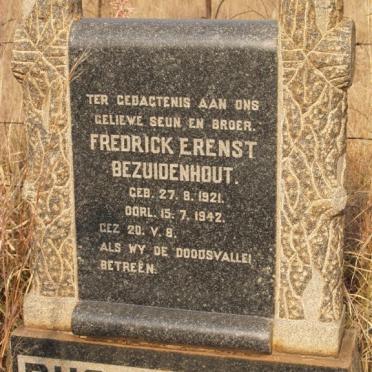 TER GEDAGTENIS AAN ONS
GELIEWE SEUN EN BROER.
FREDRICK ERENST
BEZUIDENHOUT.
GEB. 27. 8. 1921.
OORL. 15. 7. 1942.
GEZ 20. V. 8.
ALS WY DE DOODSVALLEI
BETREËN.